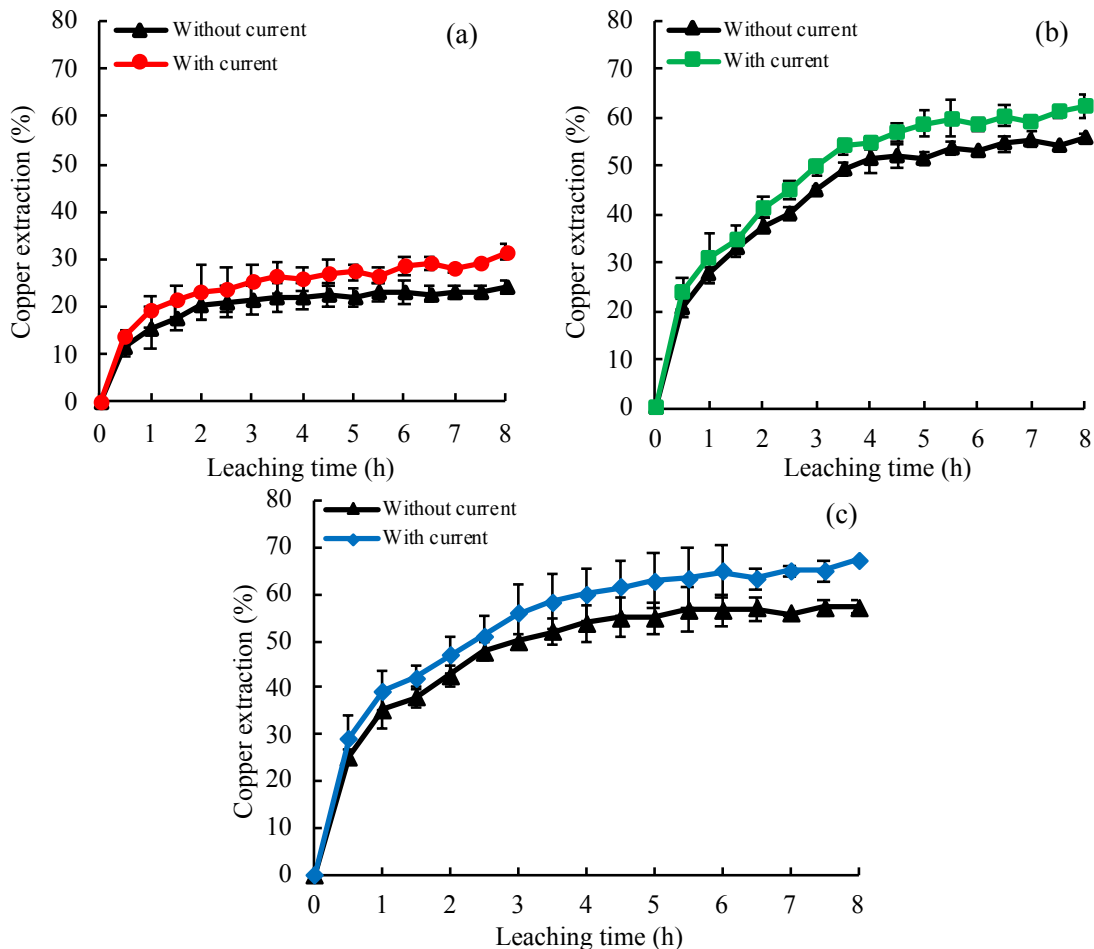 80
70
60
50
40
30
20
10
0
Copper extraction (%)
Without current
With current
(a)
0 1 2 3 4 5 6 7 8
Leaching time (h)
80
70
60
50
40
30
20
10
0
Copper extraction (%)
Without current
With current
(b)
0 1 2 3 4 5 6 7 8
Leaching time (h)
80
70
60
50
40
30
20
10
0
Copper extraction (%)
Without current
With current
(c)
0 1 2 3 4 5 6 7 8
Leaching time (h)